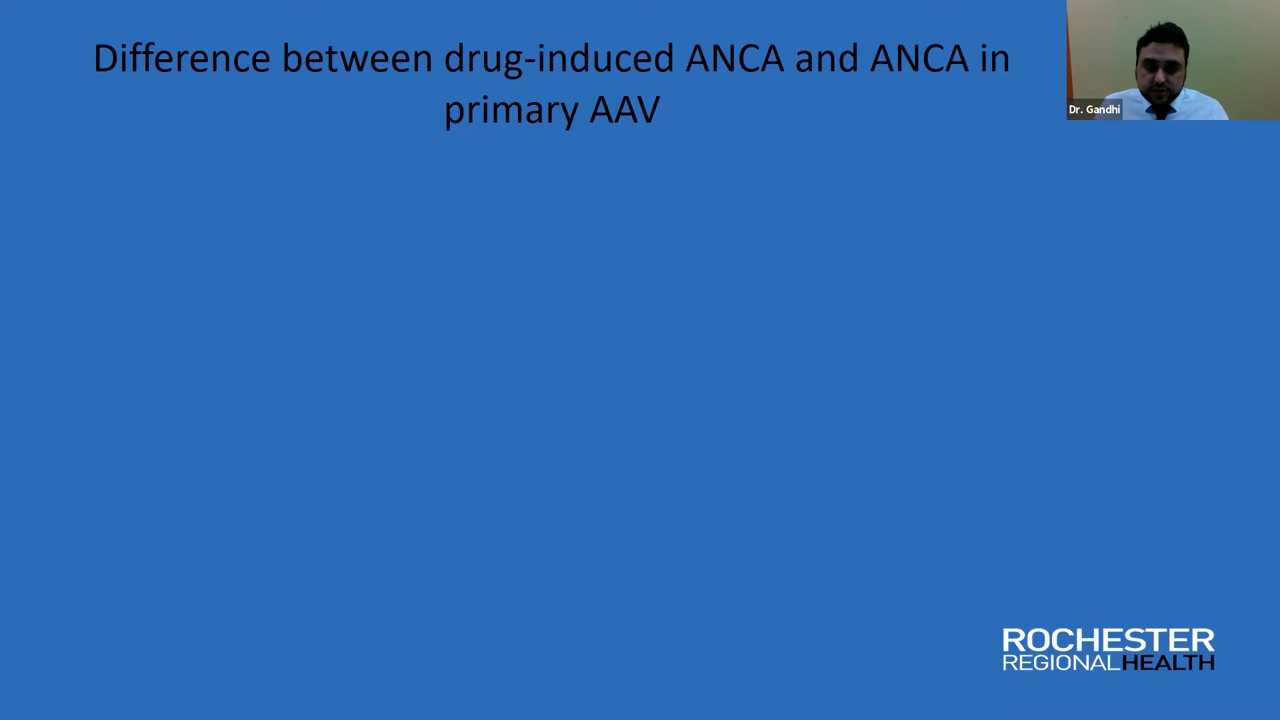 Difference between drug-induced ANCA and ANCA in
primary AAV
Dr. Gandhi
ROCHESTER
REGIONALHEALTH